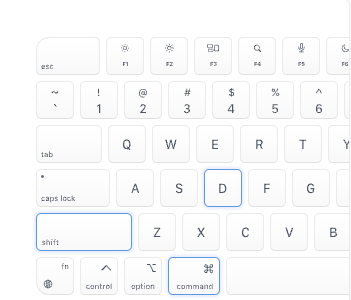 esc F1 F2 F3 F4 F5 F6
~ ! @ # $ % ^
` 1 2 3 4 5 6
tab Q W E R T Y
caps lock A S D F G
shift Z X C V B
fn ^ ⌥ ⌘
control option command